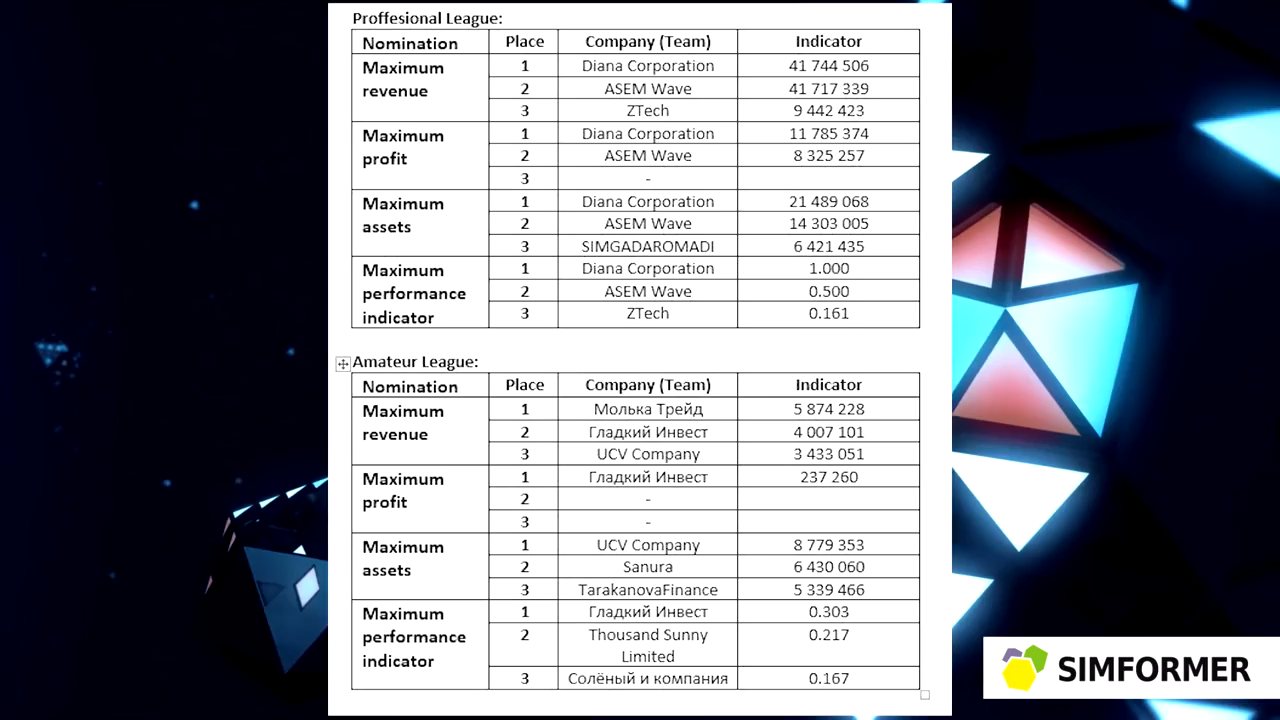 Proffesional League:
Nomination Place Company (Team) Indicator
Maximum revenue 1 Diana Corporation 41 744 506
2 ASEM Wave 41 717 339
3 ZTech 9 442 423
Maximum profit 1 Diana Corporation 11 785 374
2 ASEM Wave 8 325 257
3 -
Maximum assets 1 Diana Corporation 21 489 068
2 ASEM Wave 14 303 005
3 SIMGADAROMADI 6 421 435
Maximum performance indicator 1 Diana Corporation 1.000
2 ASEM Wave 0.500
3 ZTech 0.161
Amateur League:
Nomination Place Company (Team) Indicator
Maximum revenue 1 Молька Трейд 5 874 228
2 Гладкий Инвест 4 007 101
3 UCV Company 3 433 051
Maximum profit 1 Гладкий Инвест 237 260
2 -
3 -
Maximum assets 1 UCV Company 8 779 353
2 Sanura 6 430 060
3 TarakanovaFinance 5 339 466
Maximum performance indicator 1 Гладкий Инвест 0.303
2 Thousand Sunny Limited 0.217
3 Солёный и компания 0.167
SIMFORMER